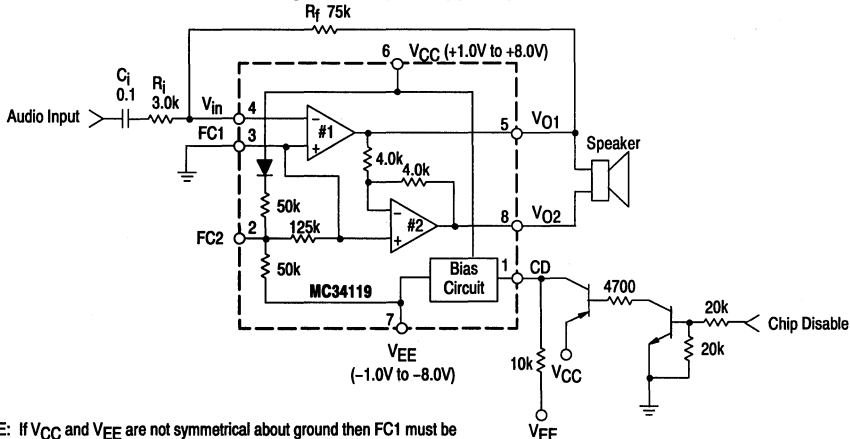 Rf 75k
6 VCC (+1.0V to +8.0V)
Ci
0.1
Ri
3.0k
Audio Input
Vin
4
FC1
3
#1
5
VO1
Speaker
4.0k
4.0k
50k
FC2
2
125k
#2
8
VO2
50k
MC34119
Bias
Circuit
1
CD
4700
20k
Chip Disable
20k
7
VEE
(−1.0V to −8.0V)
10k
VCC
VEE
E: If VCC and VEE are not symmetrical about ground then FC1 must be